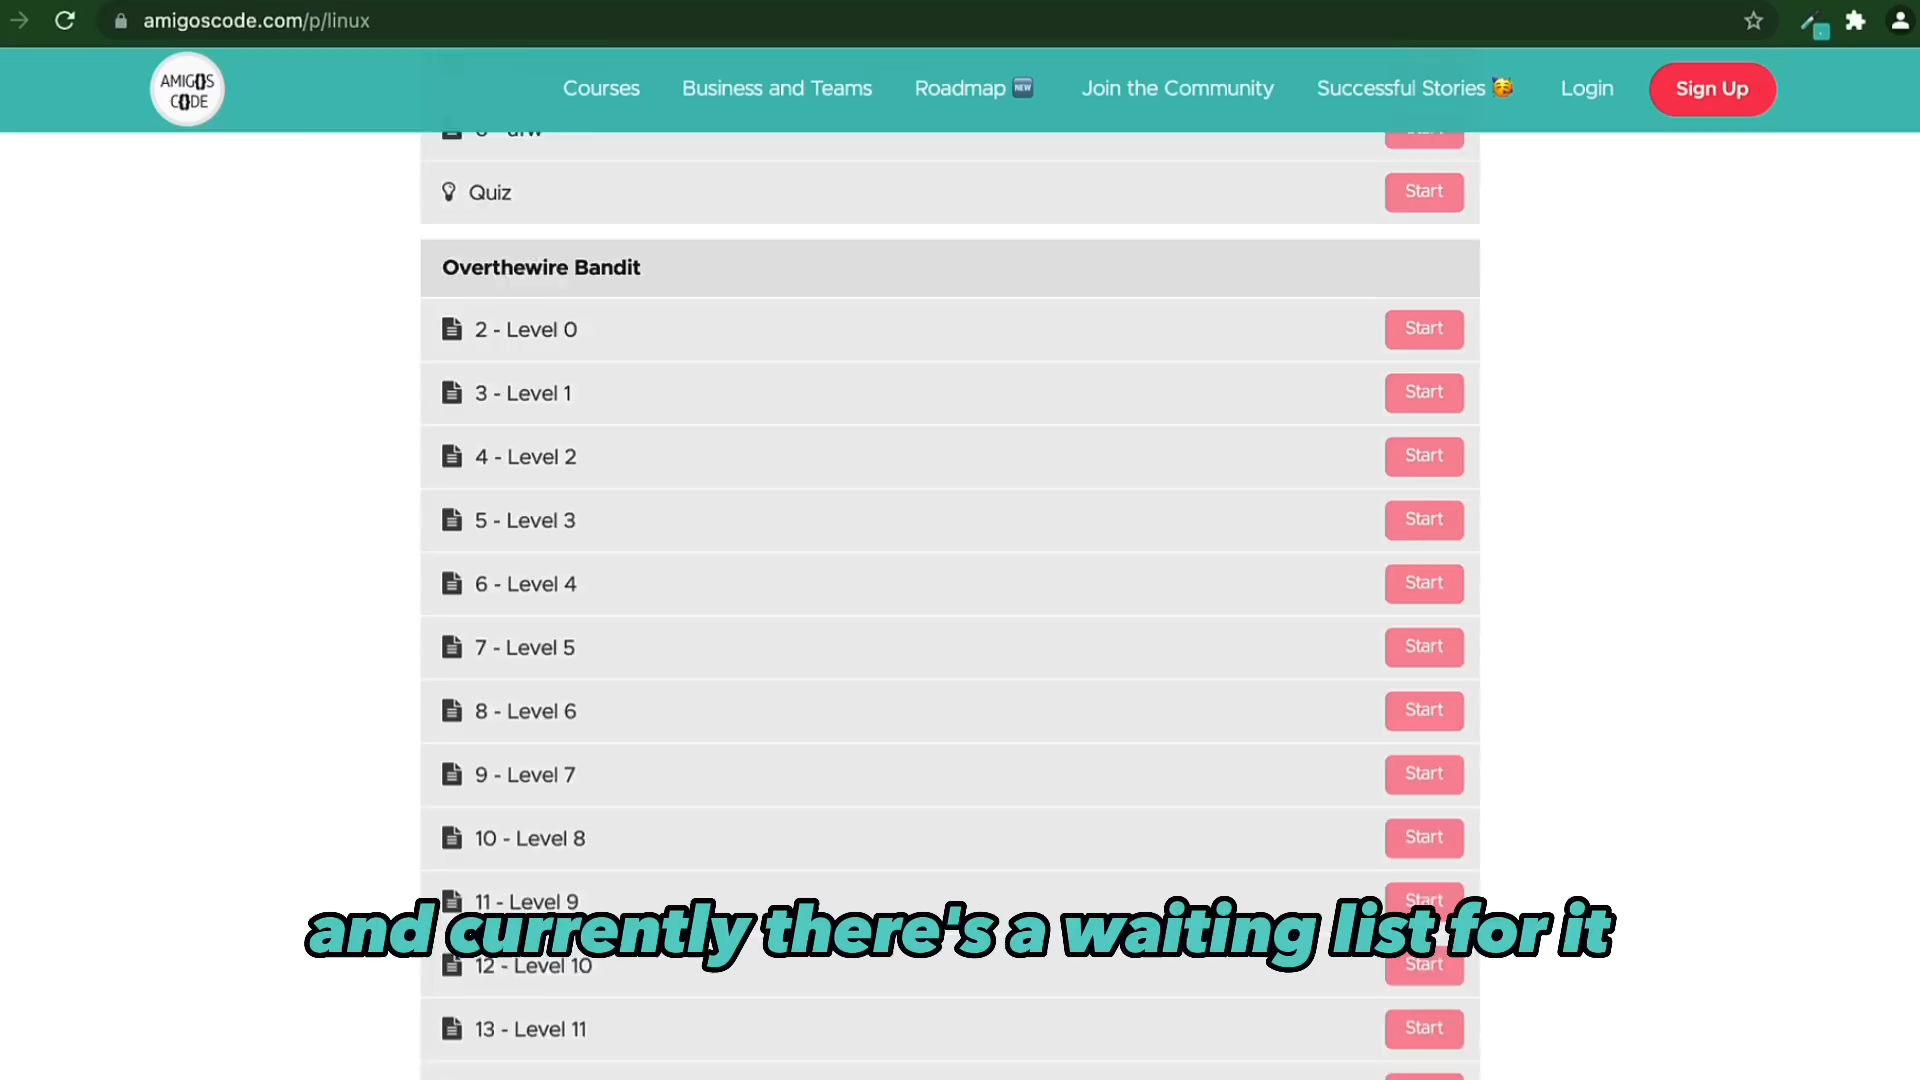 amigoscode.com/p/linux
AMIGOS
CODE
Courses
Business and Teams
Roadmap NEW
Join the Community
Successful Stories
Login
Sign Up
Quiz
Start
Overthewire Bandit
2 - Level 0
Start
3 - Level 1
Start
4 - Level 2
Start
5 - Level 3
Start
6 - Level 4
Start
7 - Level 5
Start
8 - Level 6
Start
9 - Level 7
Start
10 - Level 8
Start
11 - Level 9
Start
and currently there's a waiting list for it
12 - Level 10
Start
13 - Level 11
Start